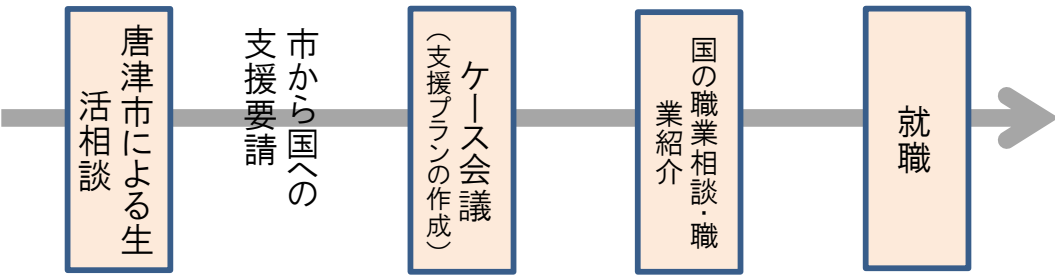 唐津市による生
活相談
市から国への
支援要請
ケース会議
（支援プランの作成）
国の職業相談・職
業紹介
就職